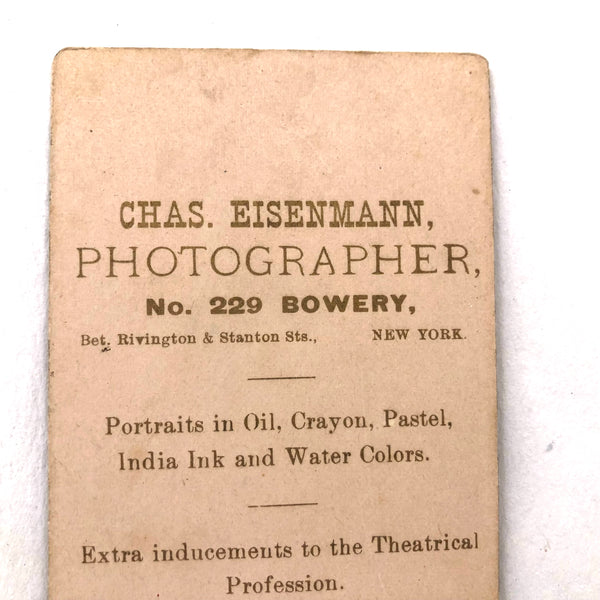 CHAS. EISENMANN,
PHOTOGRAPHER,
No. 229 BOWERY,
Bet. Rivington & Stanton Sts., NEW YORK.
Portraits in Oil, Crayon, Pastel,
India Ink and Water Colors.
Extra inducements to the Theatrical
Profession.